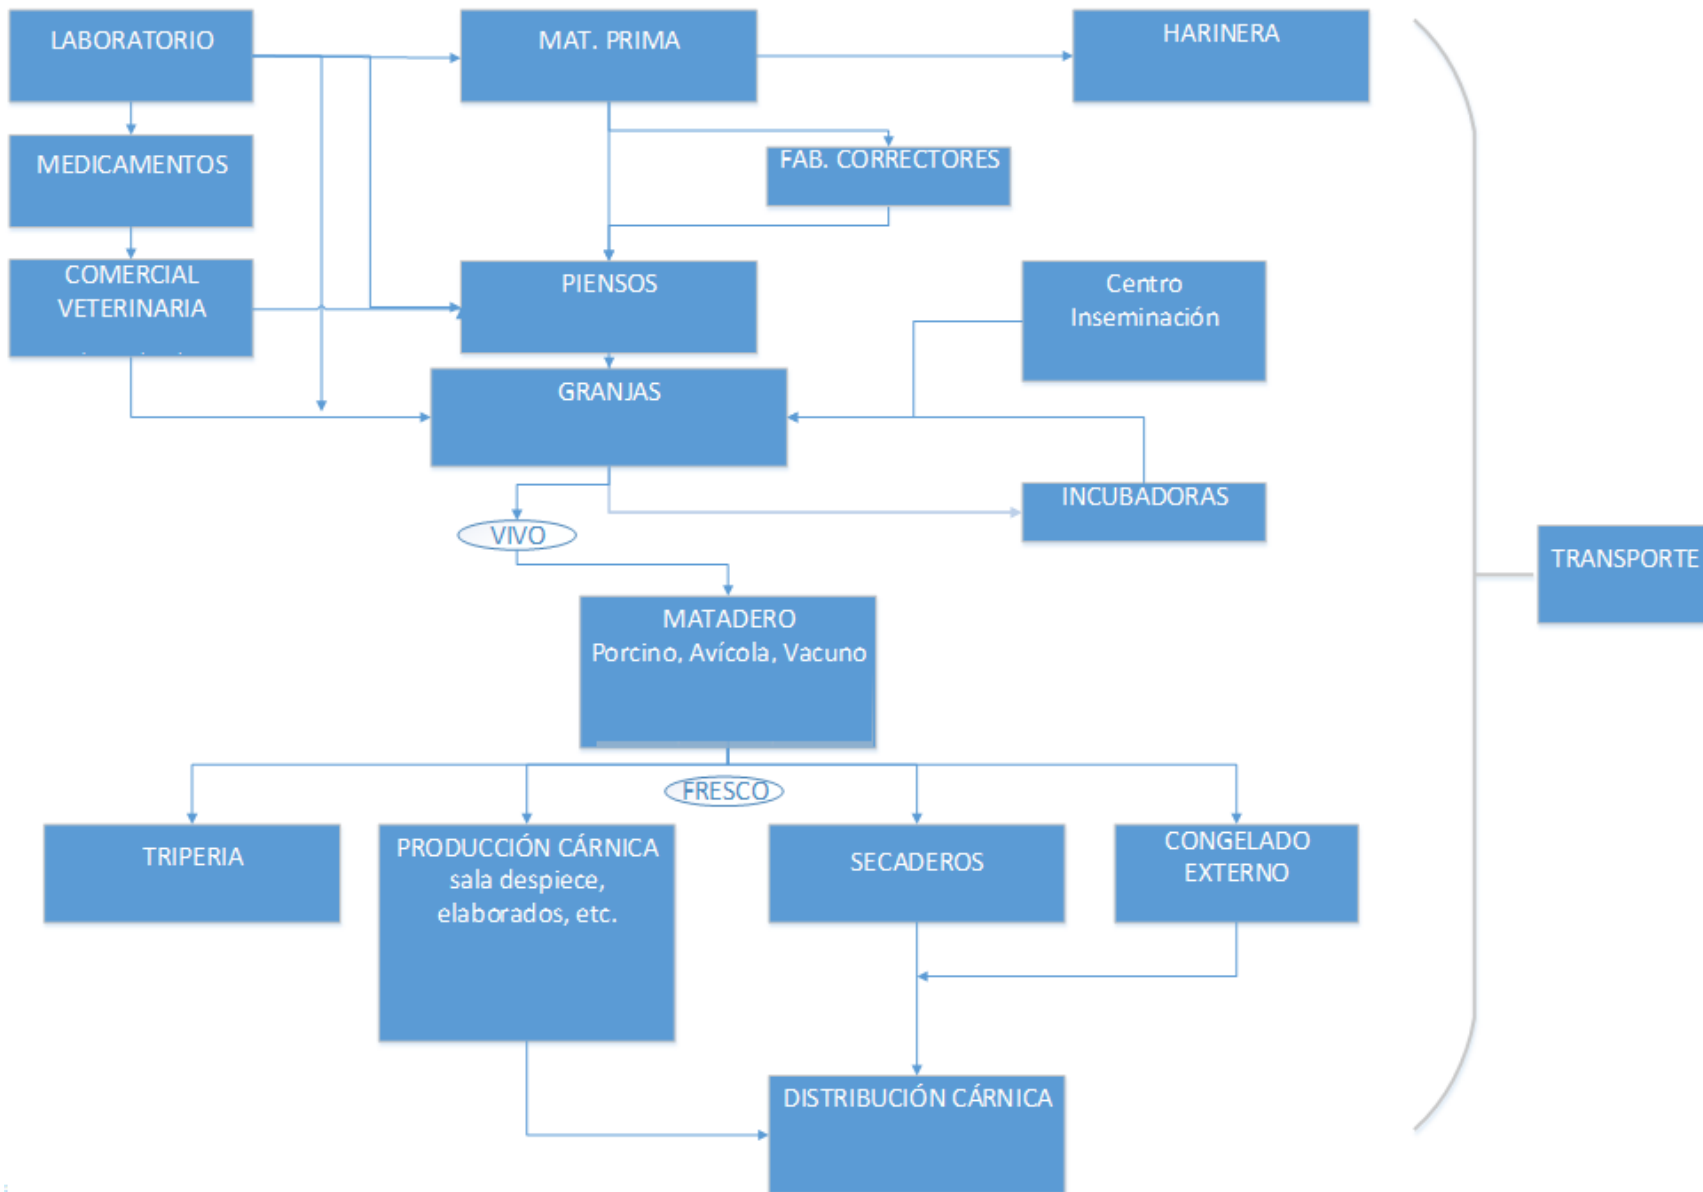 LABORATORIO
MAT. PRIMA
HARINERA
MEDICAMENTOS
FAB. CORRECTORES
COMERCIAL
VETERINARIA
PIENSOS
Centro
Inseminación
GRANJAS
INCUBADORAS
VIVO
TRANSPORTE
MATADERO
Porcino, Avícola, Vacuno
FRESCO
TRIPERIA
PRODUCCIÓN CÁRNICA
sala despiece,
elaborados, etc.
SECADEROS
CONGELADO
EXTERNO
DISTRIBUCIÓN CÁRNICA